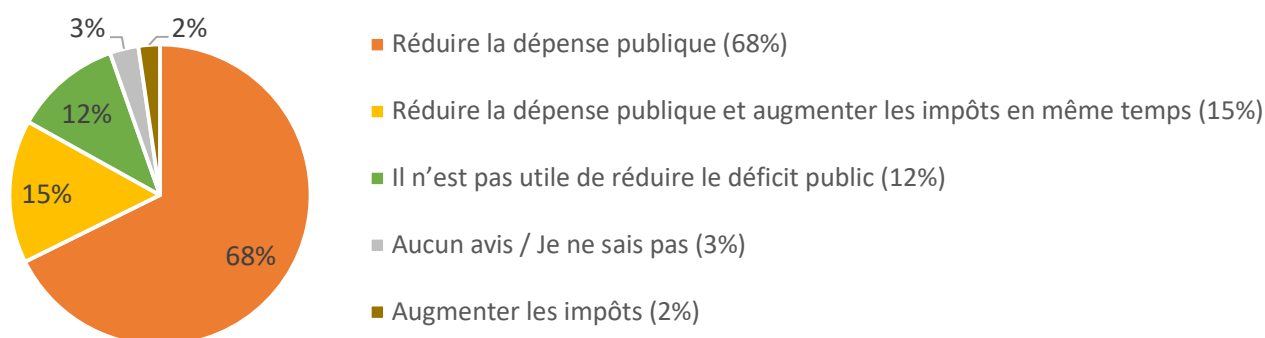 3%
2%
12%
15%
68%
Réduire la dépense publique (68%)
Réduire la dépense publique et augmenter les impôts en même temps (15%)
Il n’est pas utile de réduire le déficit public (12%)
Aucun avis / Je ne sais pas (3%)
Augmenter les impôts (2%)